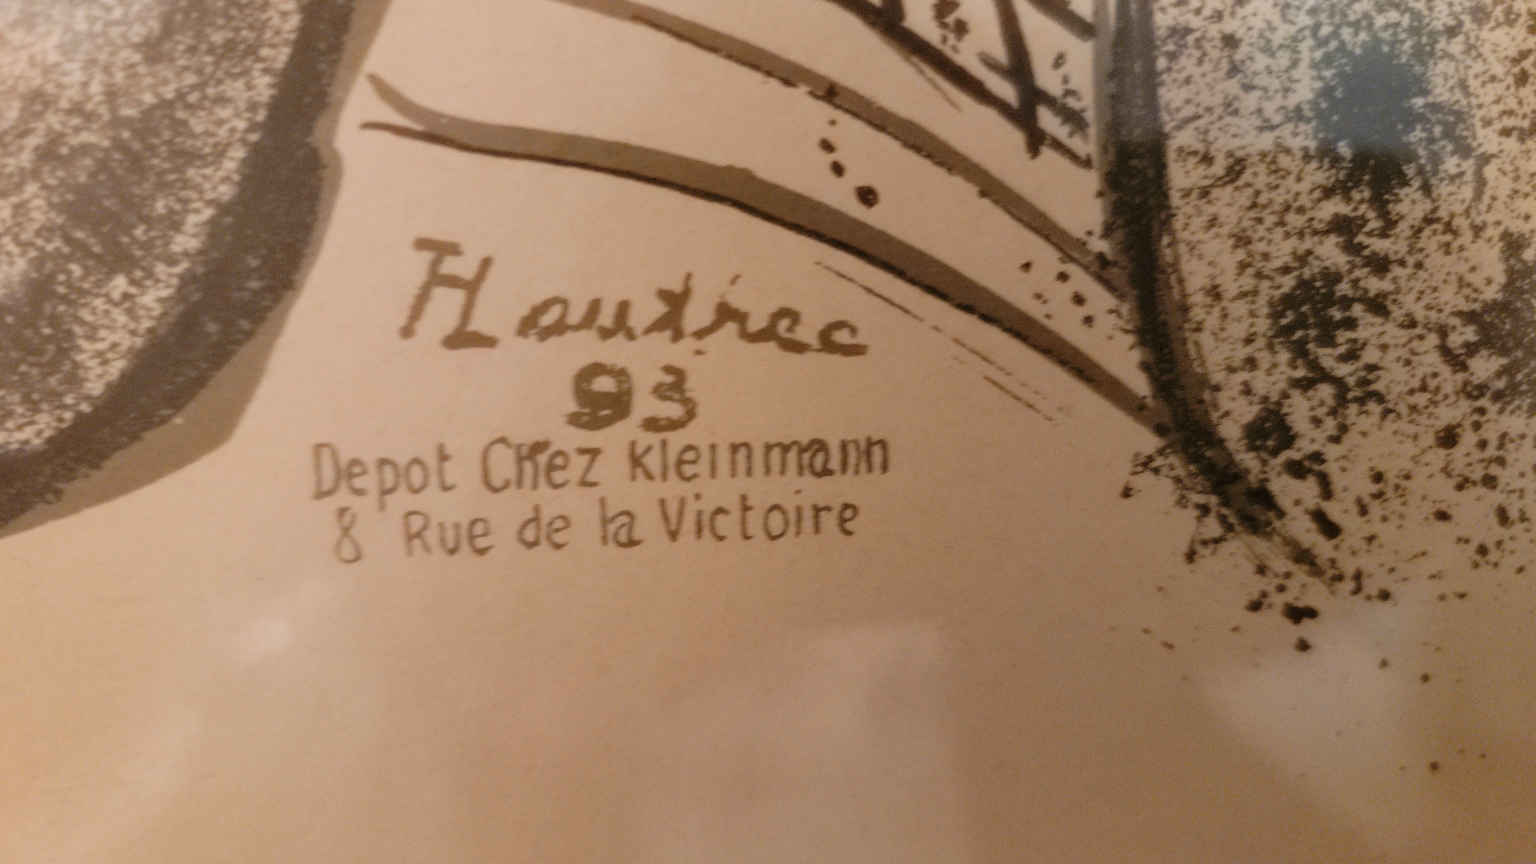 HLautrec
93
Depot Chez Kleinmann
8 Rue de la Victoire